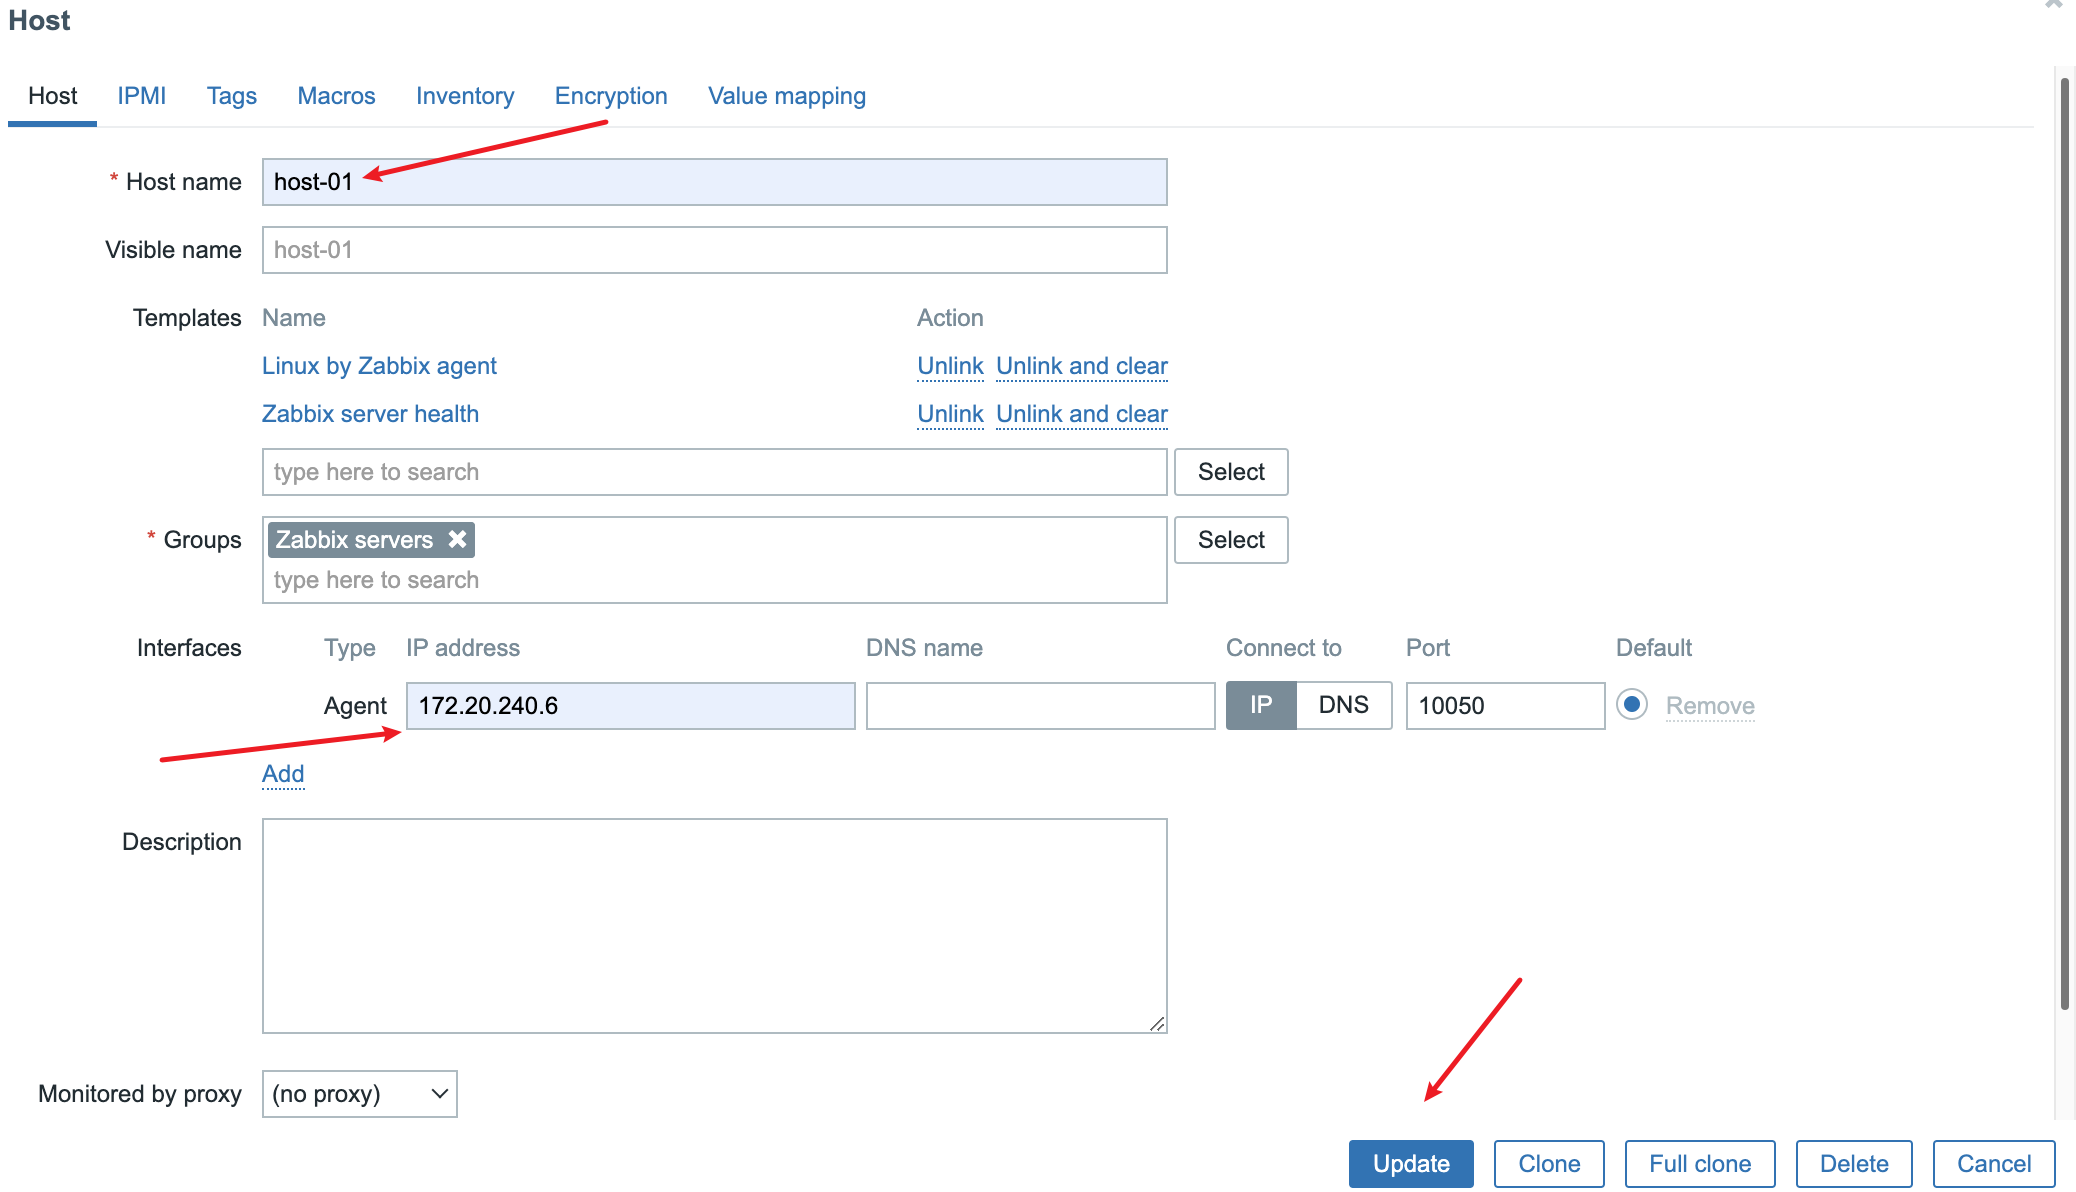 Host
Host IPMI Tags Macros Inventory Encryption Value mapping
* Host name host-01
Visible name host-01
Templates Name Action
Linux by Zabbix agent Unlink Unlink and clear
Zabbix server health Unlink Unlink and clear
type here to search Select
* Groups Zabbix servers Select
type here to search
Interfaces Type IP address DNS name Connect to Port Default
Agent 172.20.240.6 IP DNS 10050 Remove
Add
Description
Monitored by proxy (no proxy)
Update Clone Full clone Delete Cancel